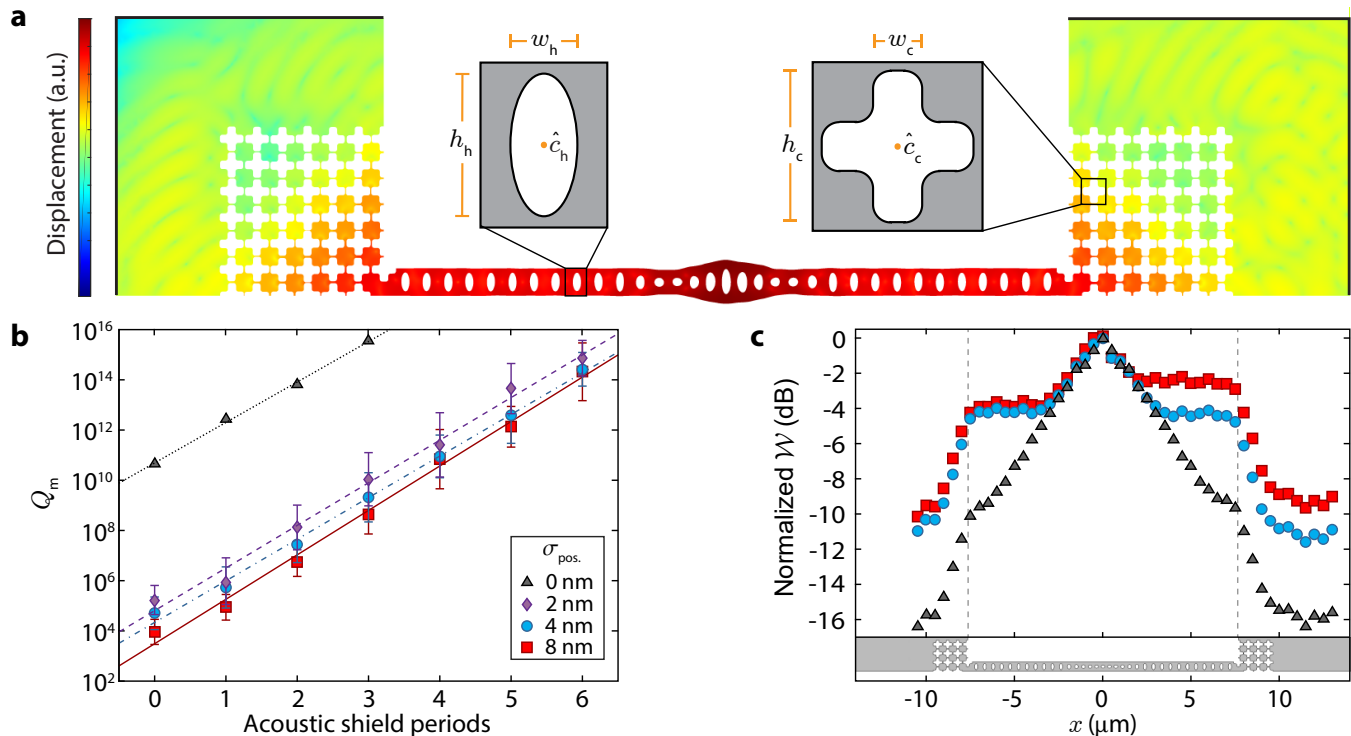 a
Displacement (a.u.)
w_h
h_h
ĉ_h
w_c
h_c
ĉ_c
b
Q_m
10^16
10^14
10^12
10^10
10^8
10^6
10^4
10^2
0 1 2 3 4 5 6
Acoustic shield periods
σ_pos.
0 nm
2 nm
4 nm
8 nm
c
Normalized 𝒲 (dB)
0
-2
-4
-6
-8
-10
-12
-14
-16
-10 -5 0 5 10
x (μm)